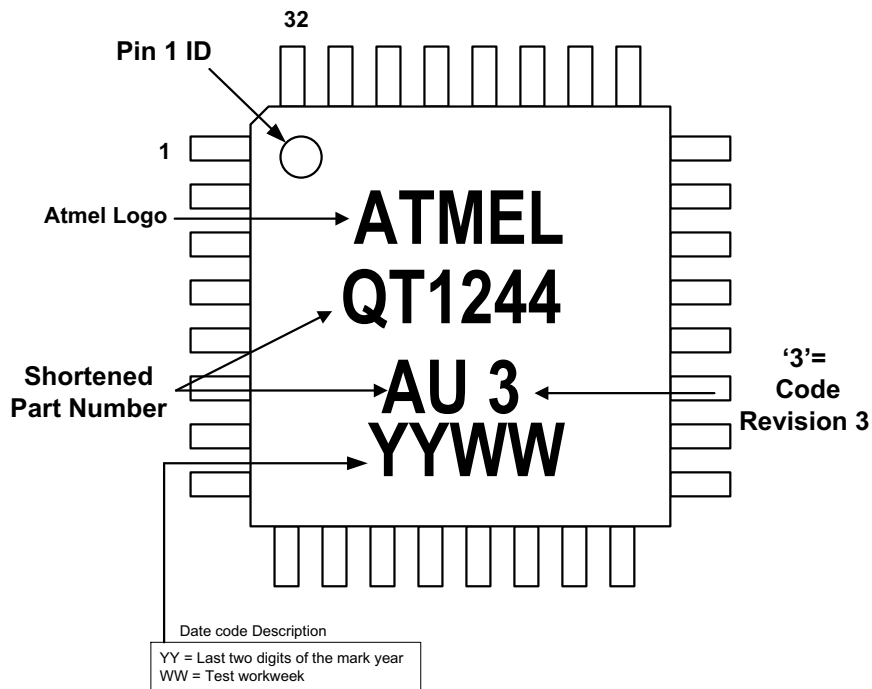 32
Pin 1 ID
1
Atmel Logo
ATMEL
QT1244
Shortened
Part Number
AU 3
‘3’=
Code
Revision 3
YYWW
Date code Description
YY = Last two digits of the mark year
WW = Test workweek